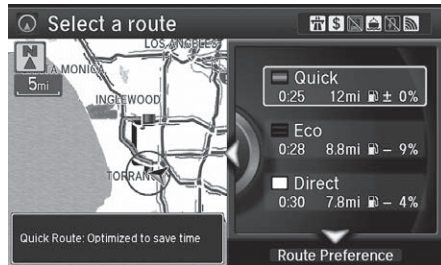 Select a route
$
N
5mi
LOS ANGELES
A MONICA
INGLEWOOD
TORRAN
Quick
0:25 12mi ± 0%
Eco
0:28 8.8mi – 9%
Direct
0:30 7.8mi – 4%
Quick Route: Optimized to save time
Route Preference